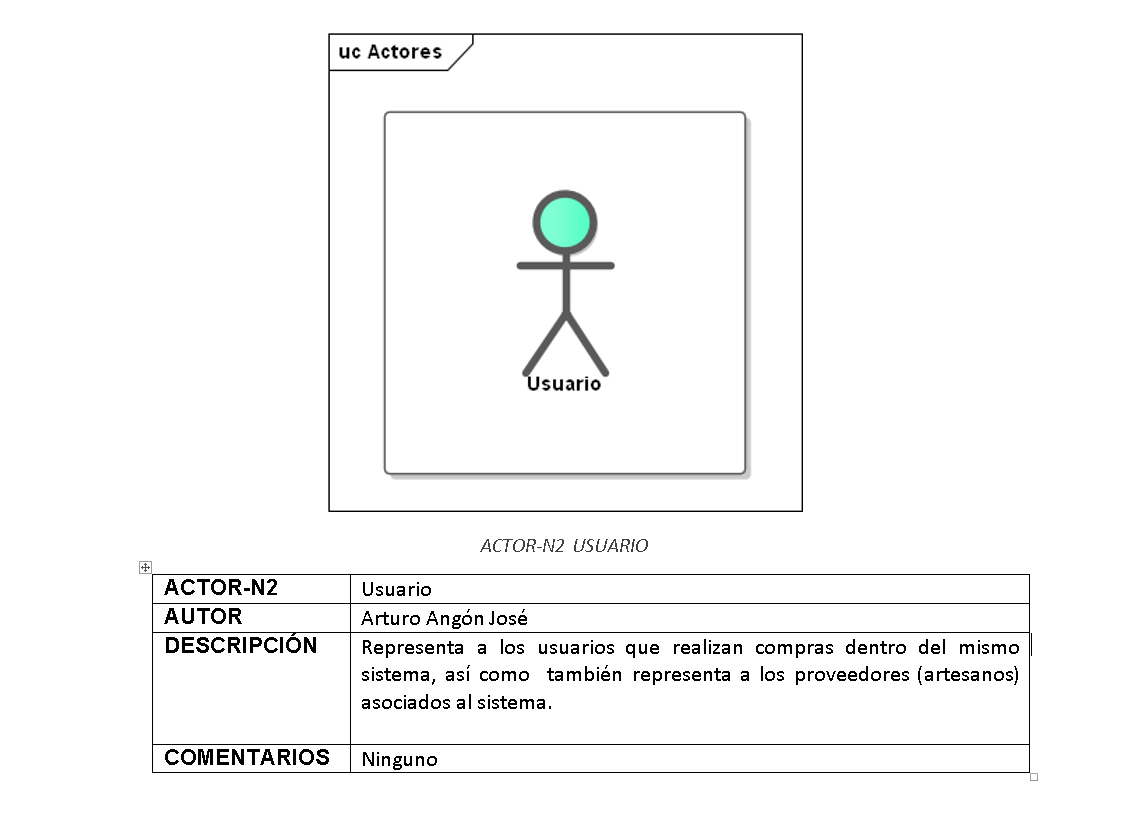 uc Actores
Usuario
ACTOR-N2 USUARIO
ACTOR-N2 Usuario
AUTOR Arturo Angón José
DESCRIPCIÓN Representa a los usuarios que realizan compras dentro del mismo
sistema, así como también representa a los proveedores (artesanos)
asociados al sistema.
COMENTARIOS Ninguno